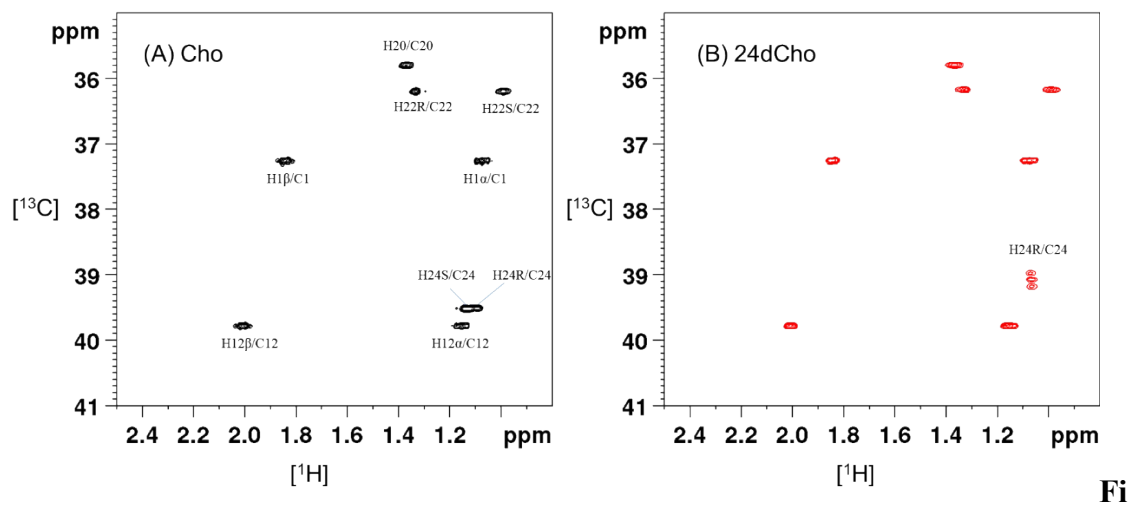 (A) Cho
ppm
36
37
[¹³C] 38
39
40
41
H20/C20
H22R/C22
H22S/C22
H1β/C1
H1α/C1
H24S/C24
H24R/C24
H12β/C12
H12α/C12
2.4 2.2 2.0 1.8 1.6 1.4 1.2 ppm
[¹H]
(B) 24dCho
ppm
36
37
[¹³C] 38
39
40
41
H24R/C24
2.4 2.2 2.0 1.8 1.6 1.4 1.2 ppm
[¹H]
Fi